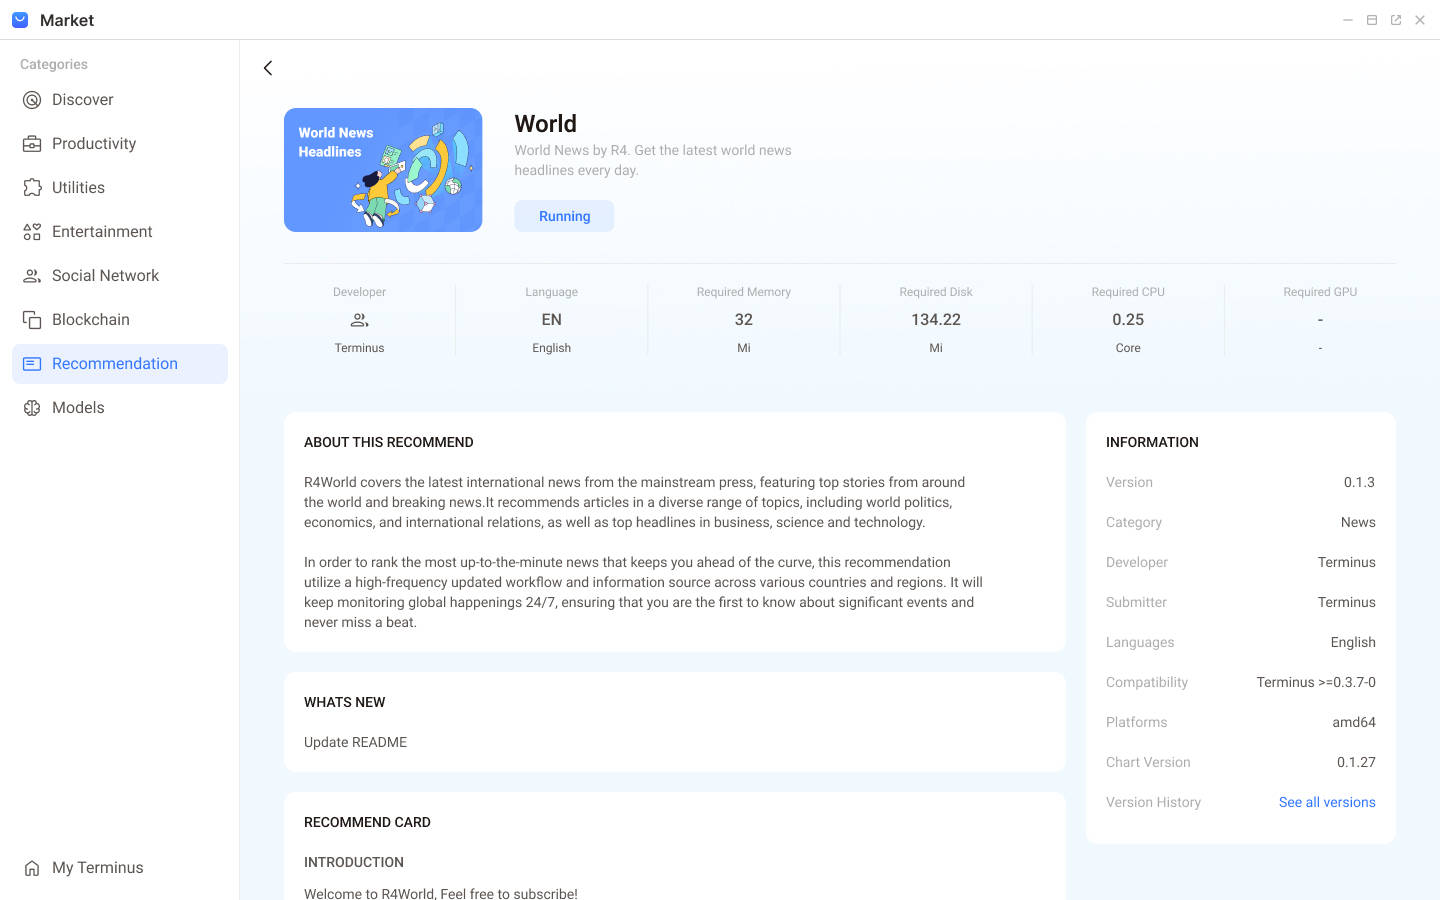 Market
Categories
Discover
Productivity
Utilities
Entertainment
Social Network
Blockchain
Recommendation
Models
My Terminus
World News
Headlines
World
World News by R4. Get the latest world news
headlines every day.
Running
Developer
Terminus
Language
EN
English
Required Memory
32
Mi
Required Disk
134.22
Mi
Required CPU
0.25
Core
Required GPU
-
-
ABOUT THIS RECOMMEND
R4World covers the latest international news from the mainstream press, featuring top stories from around
the world and breaking news.It recommends articles in a diverse range of topics, including world politics,
economics, and international relations, as well as top headlines in business, science and technology.
In order to rank the most up-to-the-minute news that keeps you ahead of the curve, this recommendation
utilize a high-frequency updated workflow and information source across various countries and regions. It will
keep monitoring global happenings 24/7, ensuring that you are the first to know about significant events and
never miss a beat.
WHATS NEW
Update README
RECOMMEND CARD
INTRODUCTION
Welcome to R4World, Feel free to subscribe!
INFORMATION
Version 0.1.3
Category News
Developer Terminus
Submitter Terminus
Languages English
Compatibility Terminus >=0.3.7-0
Platforms amd64
Chart Version 0.1.27
Version History See all versions